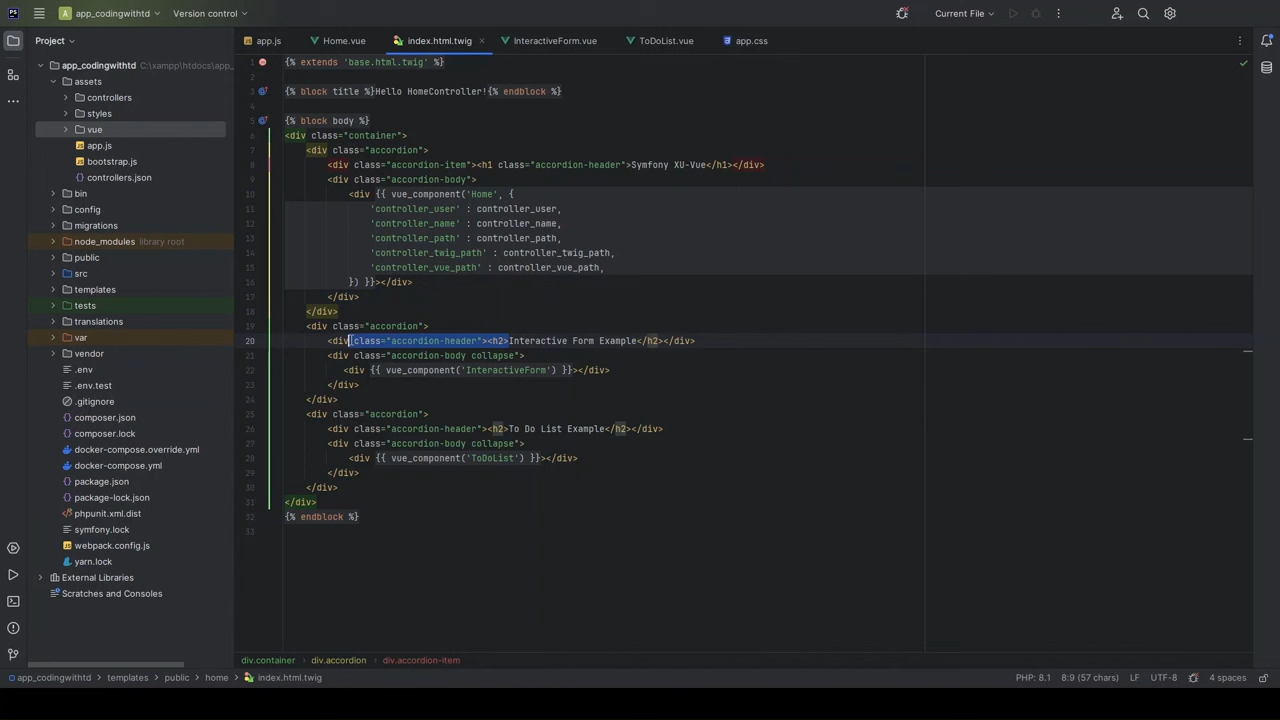 PS app_codingwithtd Version control Current File
Project app.js Home.vue index.html.twig InteractiveForm.vue ToDoList.vue app.css
app_codingwithtd C:\xampp\htdocs\app_
assets
controllers
styles
vue
app.js
bootstrap.js
controllers.json
bin
config
migrations
node_modules library root
public
src
templates
tests
translations
var
vendor
.env
.env.test
.gitignore
composer.json
composer.lock
docker-compose.override.yml
docker-compose.yml
package.json
package-lock.json
phpunit.xml.dist
symfony.lock
webpack.config.js
yarn.lock
External Libraries
Scratches and Consoles
1 {% extends 'base.html.twig' %}
2
3 {% block title %}Hello HomeController!{% endblock %}
4
5 {% block body %}
6 <div class="container">
7 <div class="accordion">
8 <div class="accordion-item"><h1 class="accordion-header">Symfony XU-Vue</h1></div>
9 <div class="accordion-body">
10 <div {{ vue_component('Home', {
11 'controller_user' : controller_user,
12 'controller_name' : controller_name,
13 'controller_path' : controller_path,
14 'controller_twig_path' : controller_twig_path,
15 'controller_vue_path' : controller_vue_path,
16 }) }}></div>
17 </div>
18 </div>
19 <div class="accordion">
20 <div class="accordion-header"><h2>Interactive Form Example</h2></div>
21 <div class="accordion-body collapse">
22 <div {{ vue_component('InteractiveForm') }}></div>
23 </div>
24 </div>
25 <div class="accordion">
26 <div class="accordion-header"><h2>To Do List Example</h2></div>
27 <div class="accordion-body collapse">
28 <div {{ vue_component('ToDoList') }}></div>
29 </div>
30 </div>
31 </div>
32 {% endblock %}
33
div.container div.accordion div.accordion-item
app_codingwithtd templates public home index.html.twig PHP: 8.1 8:9 (57 chars) LF UTF-8 4 spaces